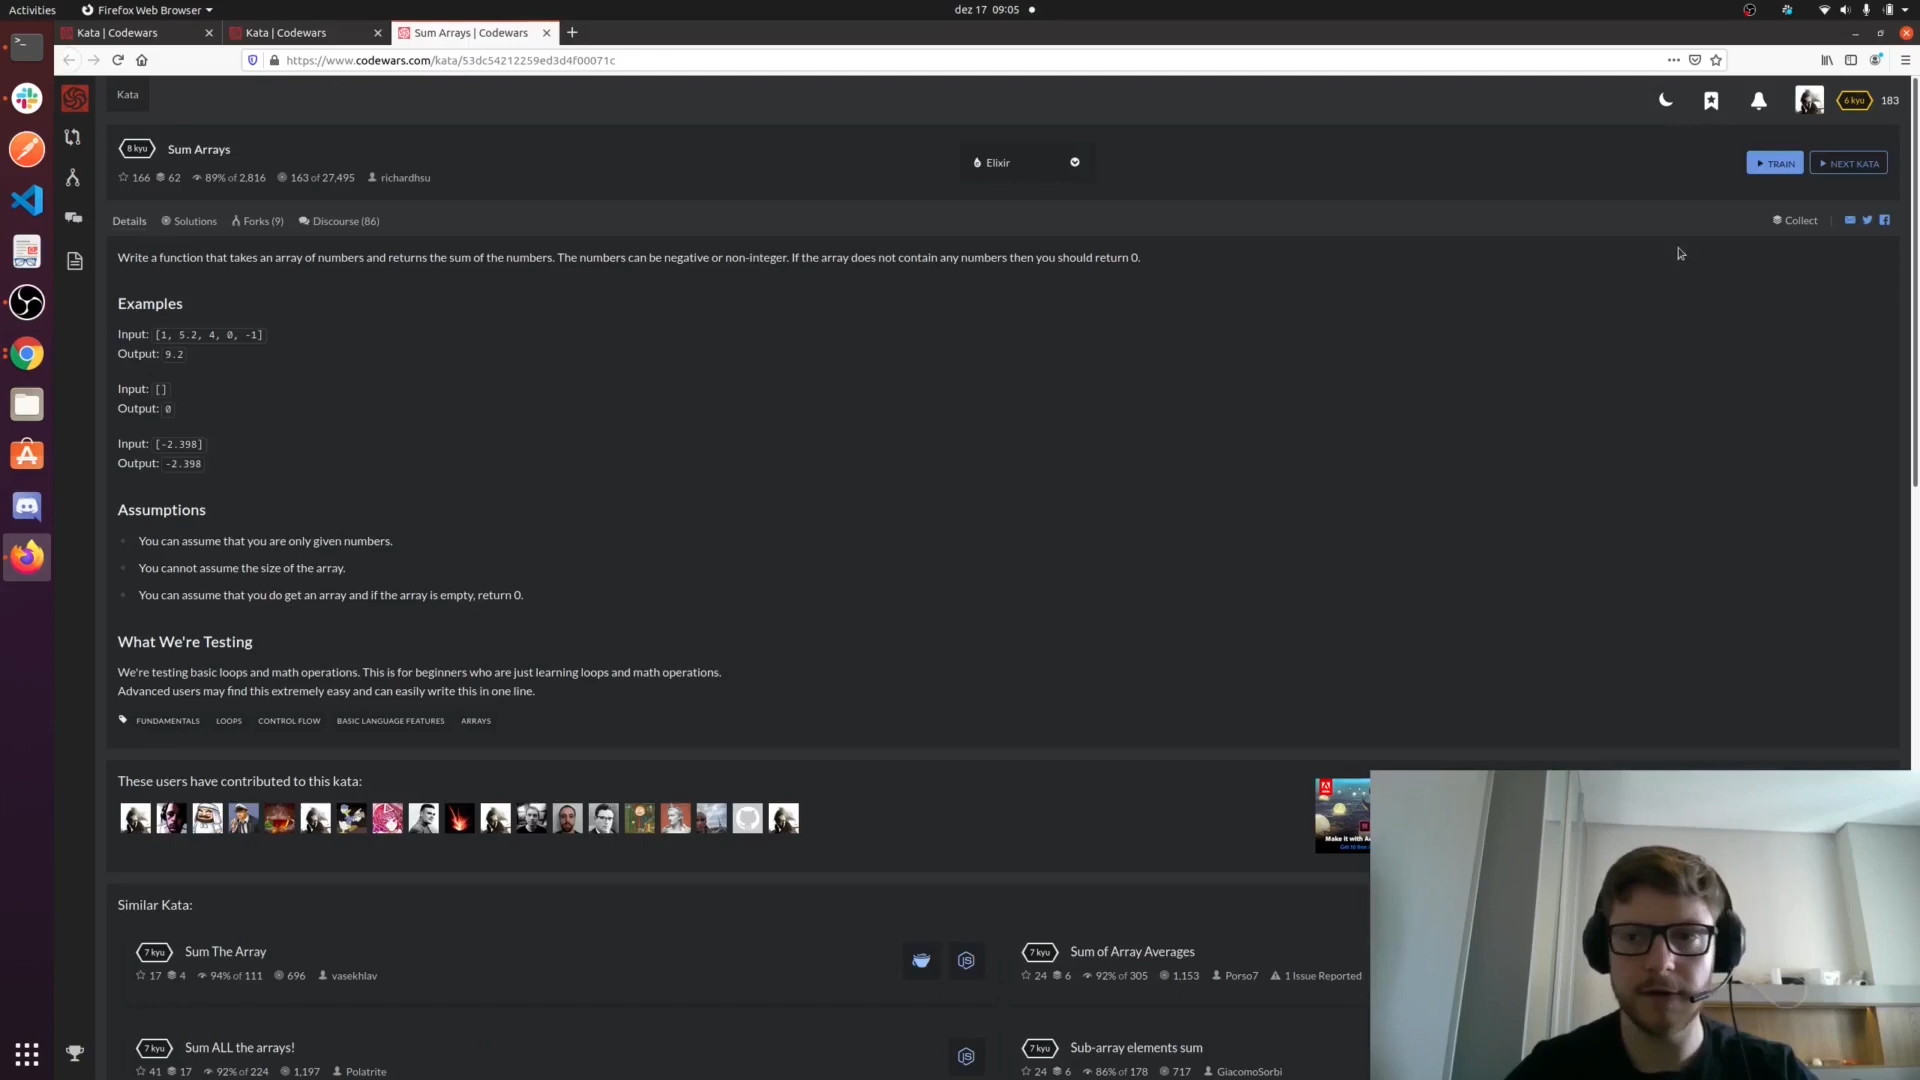 Activities
Firefox Web Browser
dez 17 09:05
Kata | Codewars
Kata | Codewars
Sum Arrays | Codewars
https://www.codewars.com/kata/53dc54212259ed3d4f00071c
Kata
6 kyu
183
8 kyu
Sum Arrays
166
62
89% of 2,816
163 of 27,495
richardhsu
Elixir
TRAIN
NEXT KATA
Details
Solutions
Forks (9)
Discourse (86)
Collect
Write a function that takes an array of numbers and returns the sum of the numbers. The numbers can be negative or non-integer. If the array does not contain any numbers then you should return 0.
Examples
Input: [1, 5.2, 4, 0, -1]
Output: 9.2
Input: []
Output: 0
Input: [-2.398]
Output: -2.398
Assumptions
You can assume that you are only given numbers.
You cannot assume the size of the array.
You can assume that you do get an array and if the array is empty, return 0.
What We're Testing
We're testing basic loops and math operations. This is for beginners who are just learning loops and math operations.
Advanced users may find this extremely easy and can easily write this in one line.
FUNDAMENTALS
LOOPS
CONTROL FLOW
BASIC LANGUAGE FEATURES
ARRAYS
These users have contributed to this kata:
Make it with
Similar Kata:
7 kyu
Sum The Array
17
4
94% of 111
696
vasekhlav
JS
7 kyu
Sum of Array Averages
24
6
92% of 305
1,153
Porso7
1 Issue Reported
7 kyu
Sum ALL the arrays!
41
17
92% of 224
1,197
Polatrite
JS
7 kyu
Sub-array elements sum
24
6
86% of 178
717
GiacomoSorbi